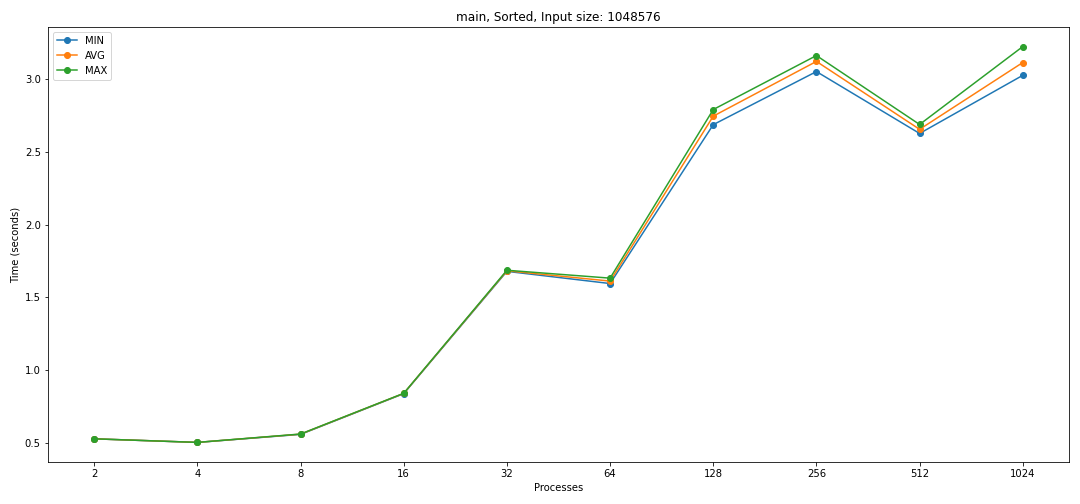 main, Sorted, Input size: 1048576
MIN
AVG
MAX
Time (seconds)
3.0
2.5
2.0
1.5
1.0
0.5
2 4 8 16 32 64 128 256 512 1024
Processes